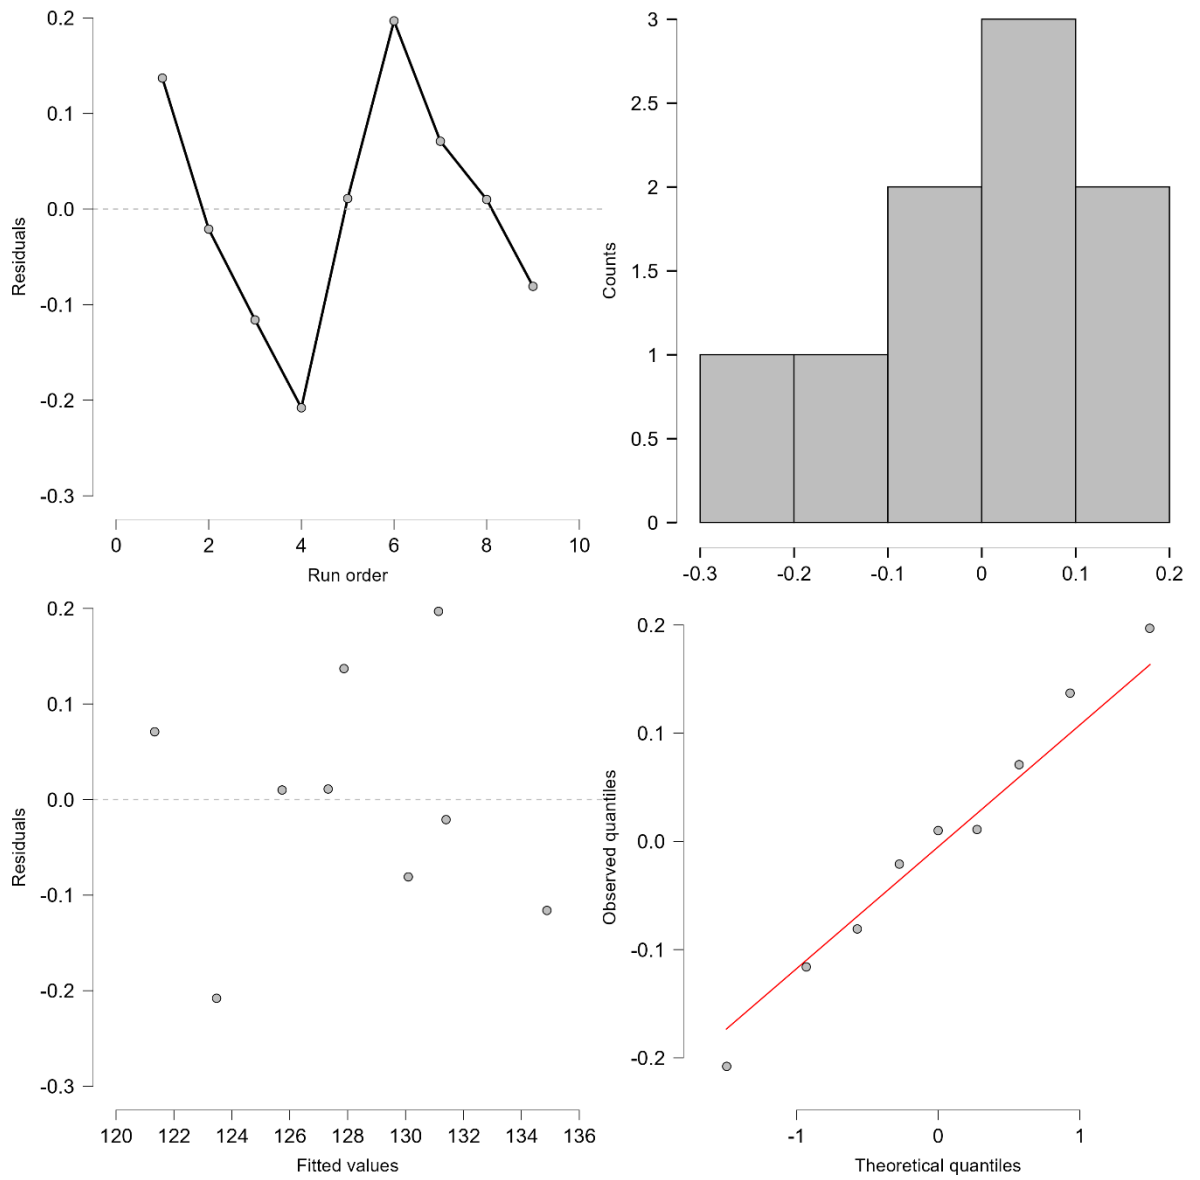 0.2
0.1
0.0
-0.1
-0.2
-0.3
Residuals
0 2 4 6 8 10
Run order
3
2.5
2
1.5
1
0.5
0
Counts
-0.3 -0.2 -0.1 0 0.1 0.2
0.2
0.1
0.0
-0.1
-0.2
-0.3
Residuals
120 122 124 126 128 130 132 134 136
Fitted values
0.2
0.1
0.0
-0.1
-0.2
Observed quantiles
-1 0 1
Theoretical quantiles